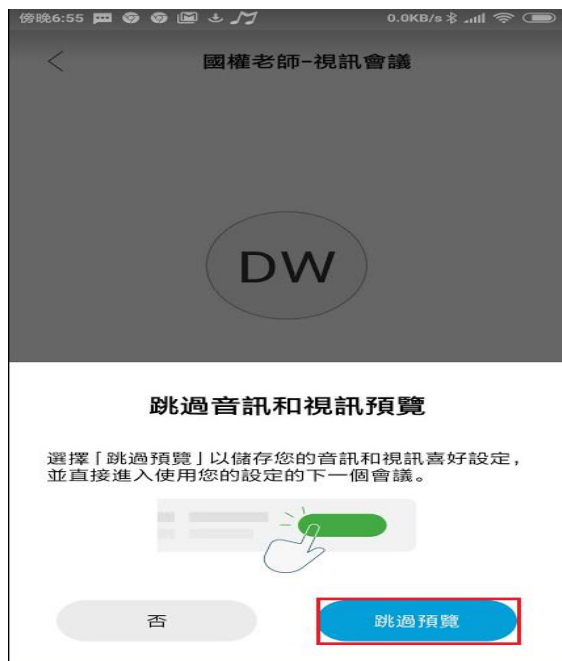 傍晚6:55 0.0KB/s
國權老師-視訊會議
DW
跳過音訊和視訊預覽
選擇「跳過預覽」以儲存您的音訊和視訊喜好設定，
並直接進入使用您的設定的下一個會議。
否 跳過預覽